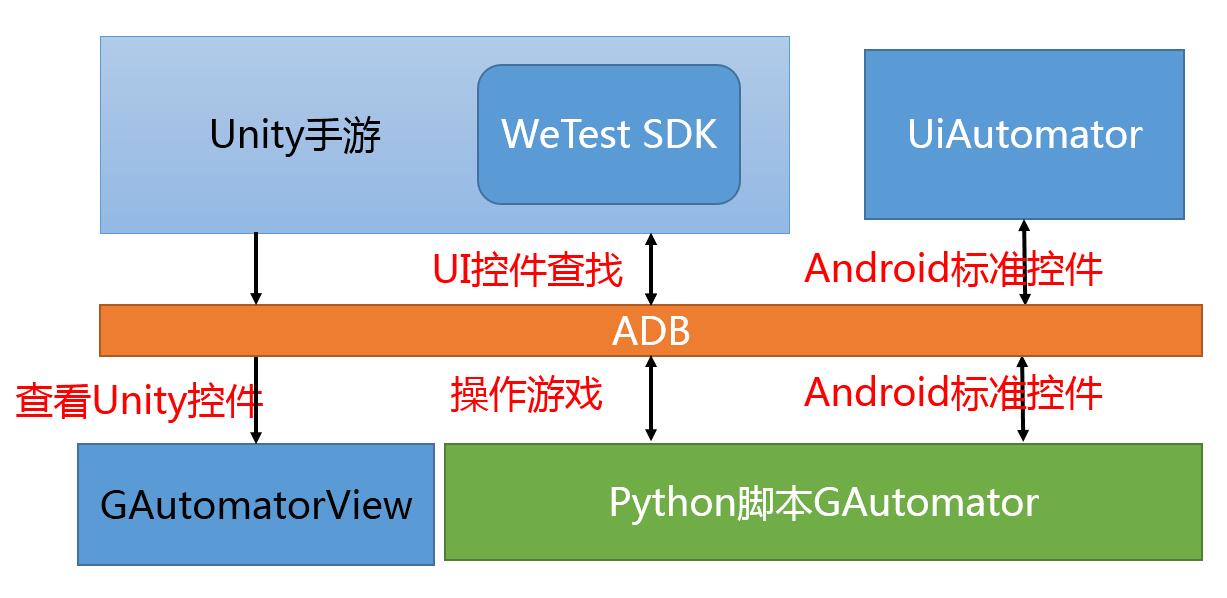 Unity手游
WeTest SDK
UiAutomator
UI控件查找
Android标准控件
ADB
查看Unity控件
操作游戏
Android标准控件
GAutomatorView
Python脚本GAutomator